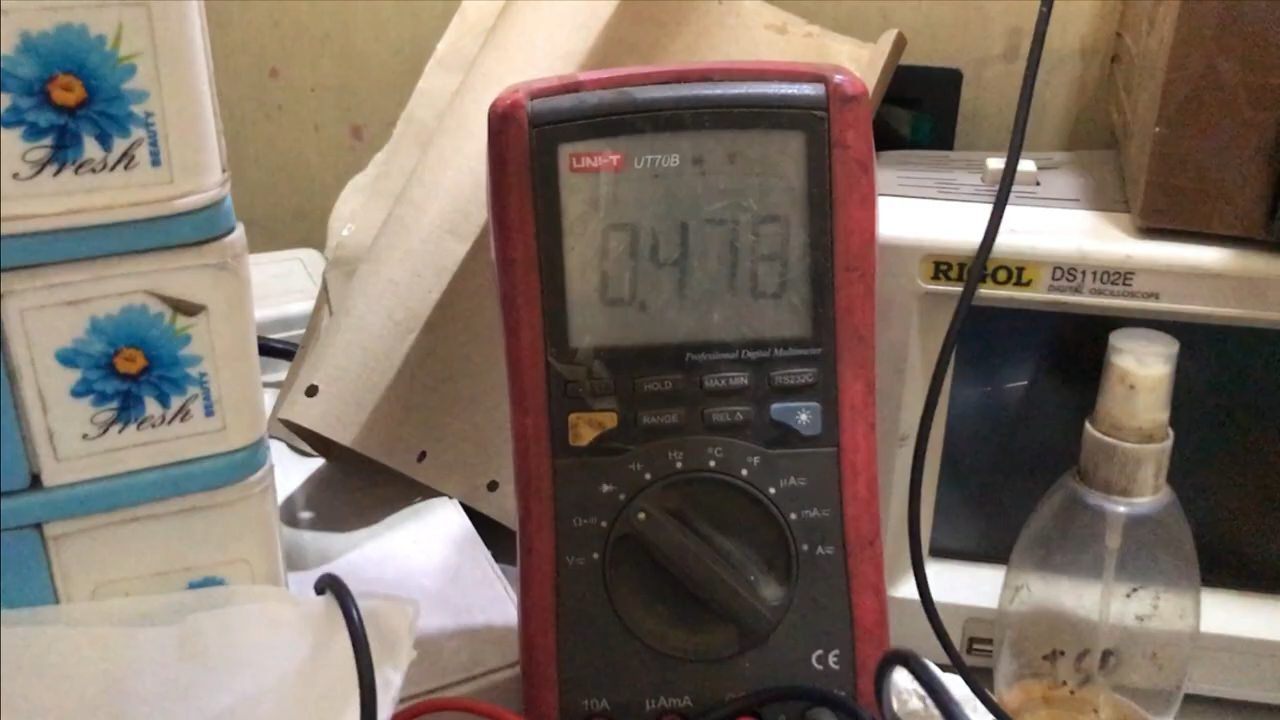 Fresh
BEAUTY
Fresh
BEAUTY
UNI-T UT70B
0.478
Professional Digital Multimeter
HOLD MAX MIN RS232C
RANGE REL Δ
Hz °C °F
μA
mA
A
Ω
V
CE
10A μAmA
RIGOL DS1102E
DIGITAL OSCILLOSCOPE